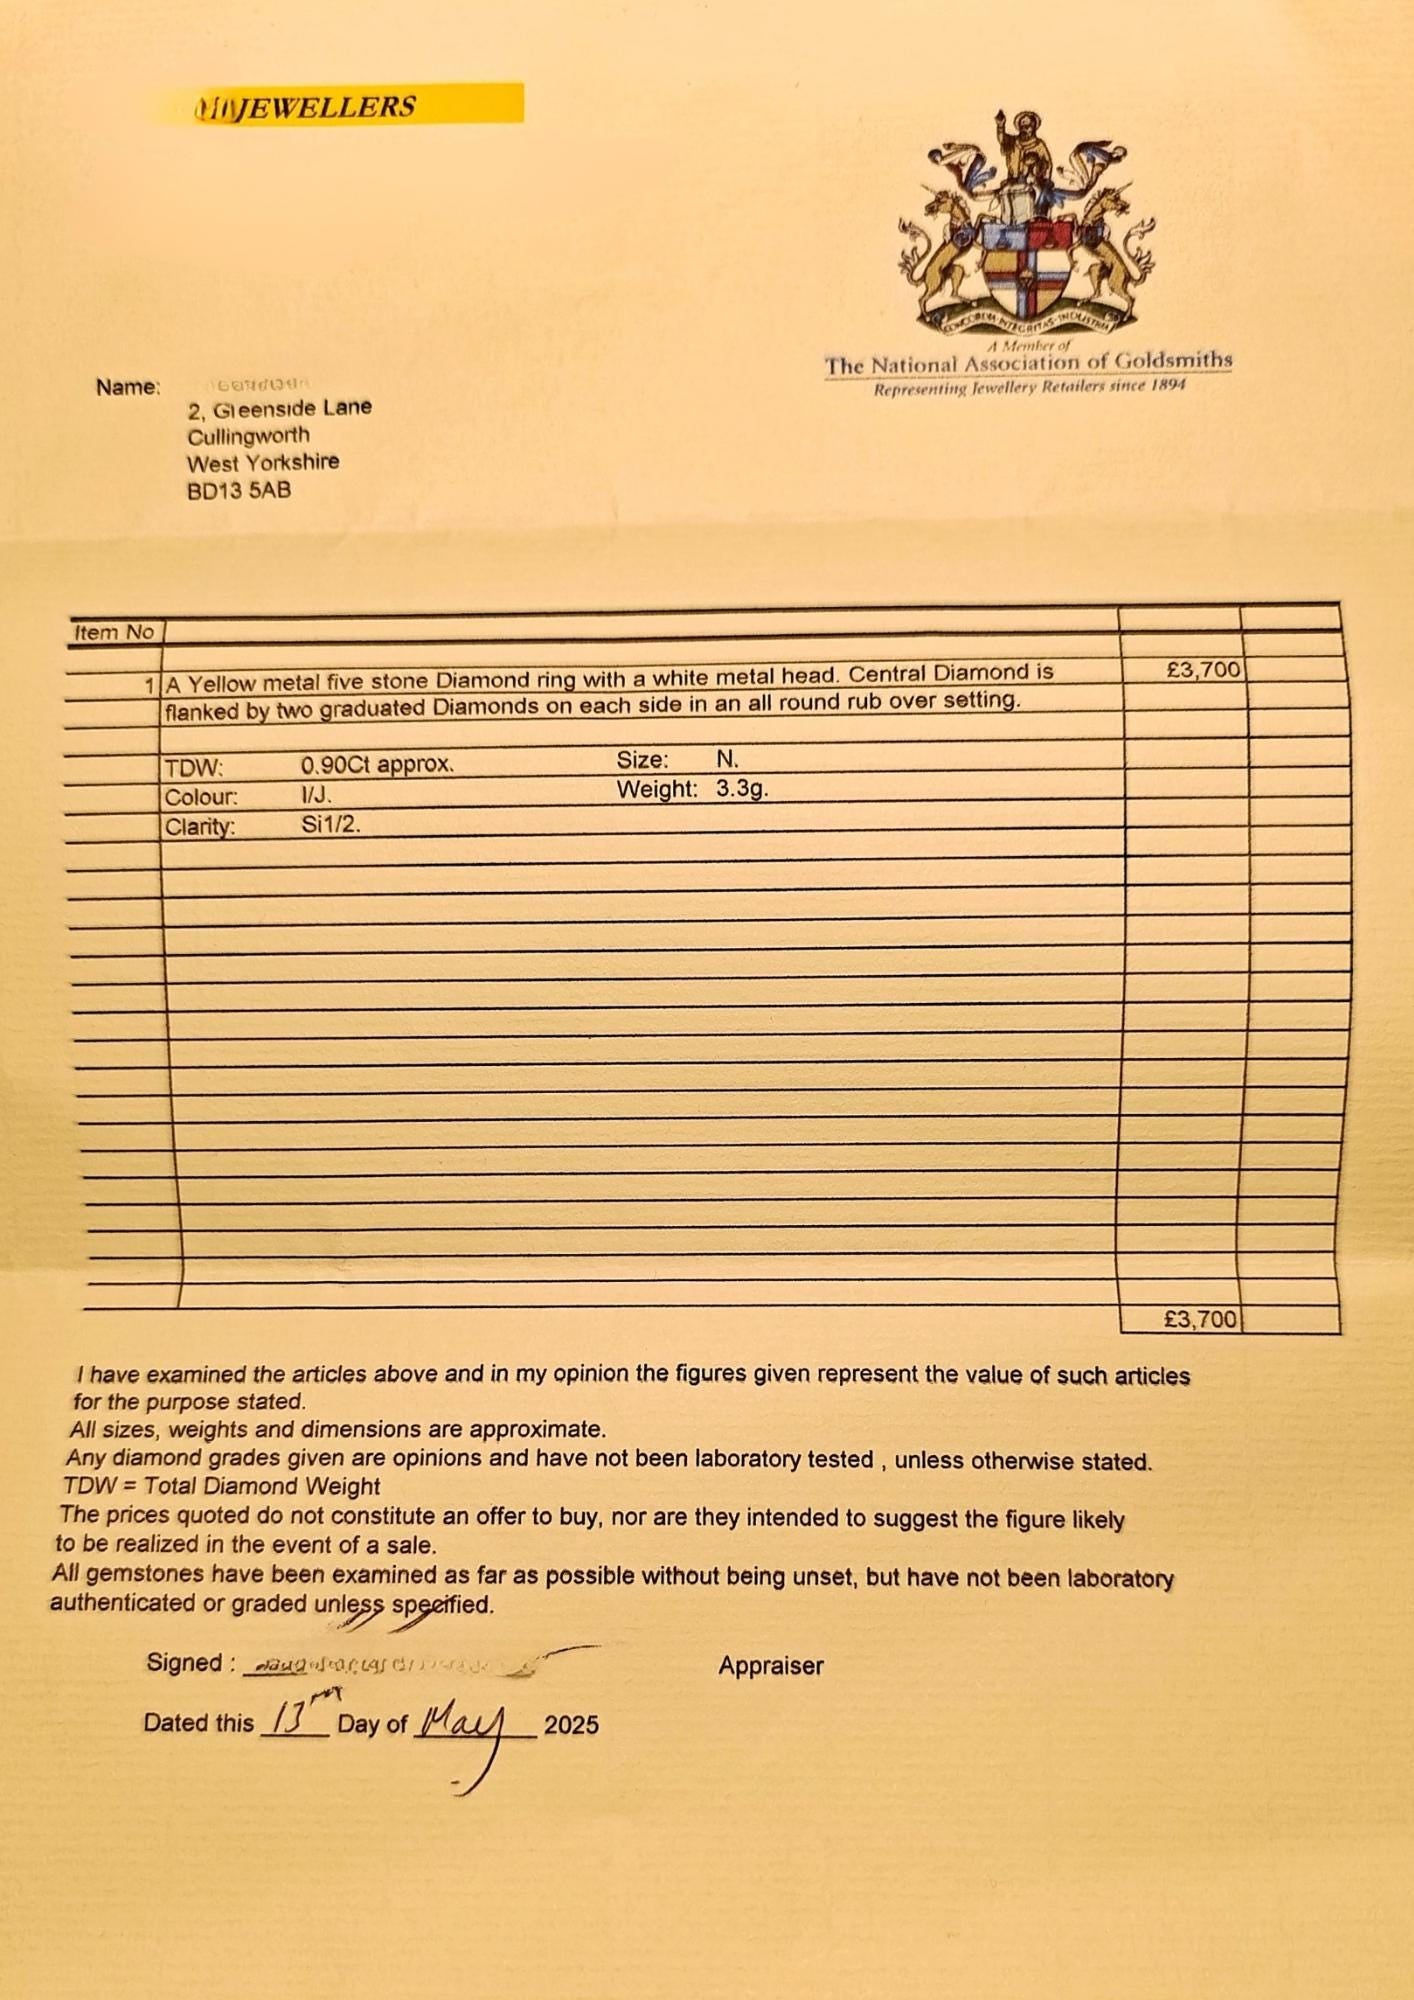 JEWELLERS
CONCORDIA·INTEGRITAS·INDUSTRIA
A Member of
The National Association of Goldsmiths
Representing Jewellery Retailers since 1894
Name:
2, Gleenside Lane
Cullingworth
West Yorkshire
BD13 5AB
Item No
1 A Yellow metal five stone Diamond ring with a white metal head. Central Diamond is £3,700
flanked by two graduated Diamonds on each side in an all round rub over setting.
TDW: 0.90Ct approx. Size: N.
Colour: I/J. Weight: 3.3g.
Clarity: Si1/2.
£3,700
I have examined the articles above and in my opinion the figures given represent the value of such articles
for the purpose stated.
All sizes, weights and dimensions are approximate.
Any diamond grades given are opinions and have not been laboratory tested , unless otherwise stated.
TDW = Total Diamond Weight
The prices quoted do not constitute an offer to buy, nor are they intended to suggest the figure likely
to be realized in the event of a sale.
All gemstones have been examined as far as possible without being unset, but have not been laboratory
authenticated or graded unless specified.
Signed : Appraiser
Dated this 13 Day of May 2025